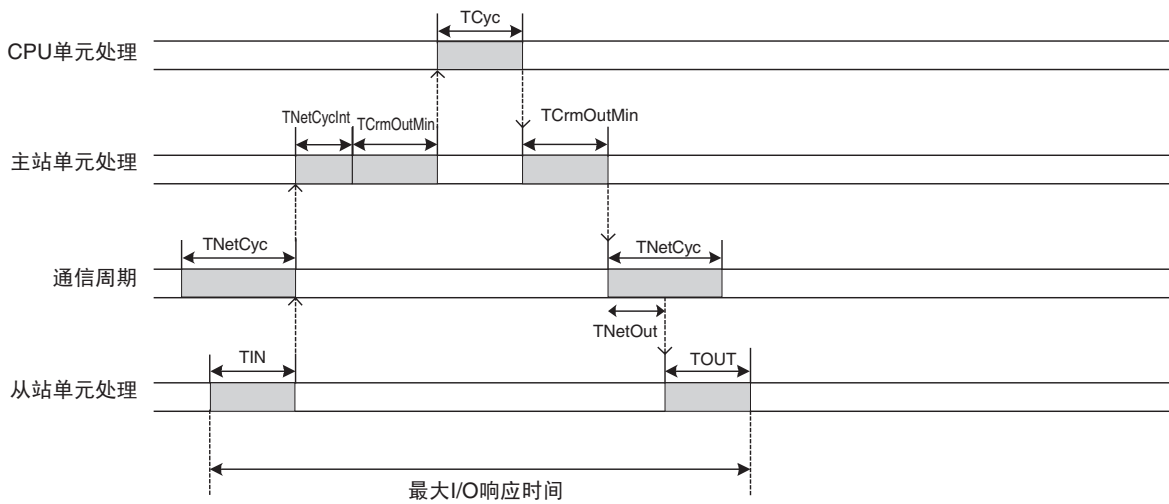 TCyc
CPU单元处理
TNetCycInt
TCrmOutMin
TCrmOutMin
主站单元处理
TNetCyc
TNetCyc
通信周期
TNetOut
TIN
TOUT
从站单元处理
最大I/O响应时间